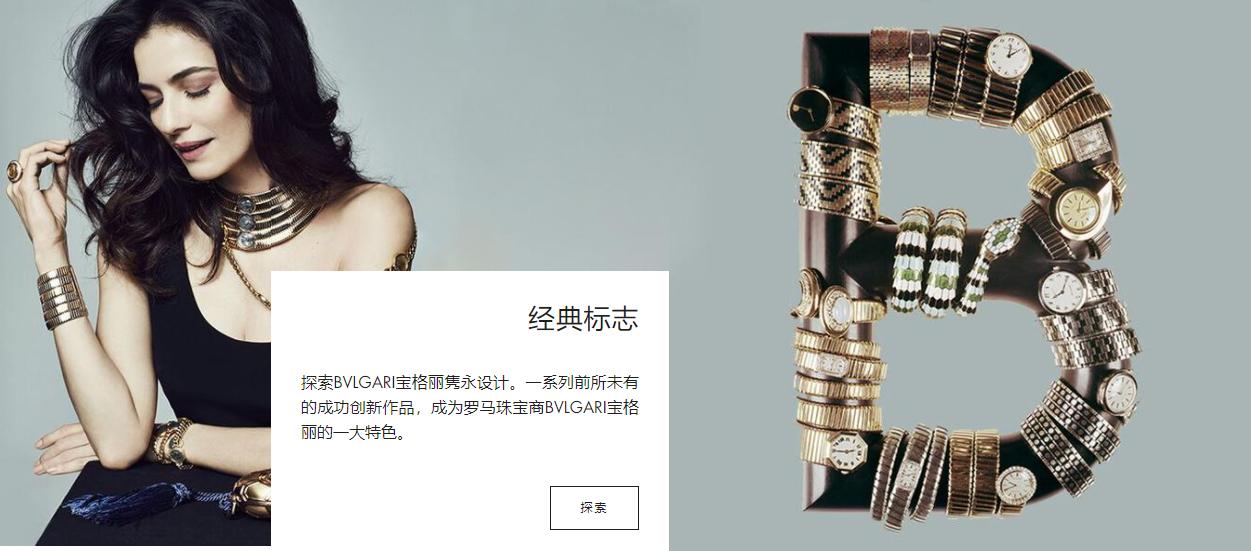 经典标志
探索BVLGARI宝格丽隽永设计。一系列前所未有
的成功创新作品，成为罗马珠宝商BVLGARI宝格
丽的一大特色。
探索